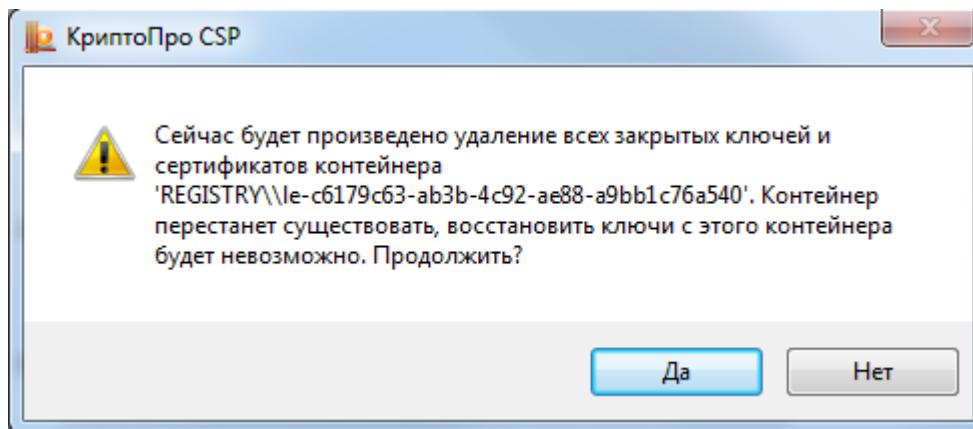 КриптоПро CSP
Сейчас будет произведено удаление всех закрытых ключей и
сертификатов контейнера
'REGISTRY\\le-c6179c63-ab3b-4c92-ae88-a9bb1c76a540'. Контейнер
перестанет существовать, восстановить ключи с этого контейнера
будет невозможно. Продолжить?
Да
Нет